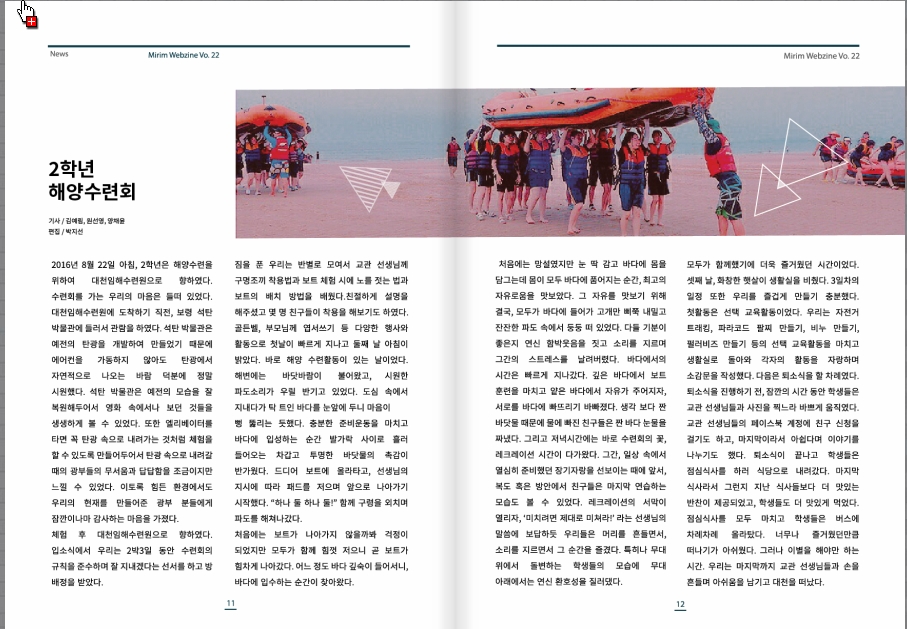 News
Mirim Webzine Vo. 22
Mirim Webzine Vo. 22
2학년
해양수련회
기사 / 김예림, 원선영, 양채윤
편집 / 박지선
2016년 8월 22일 아침, 2학년은 해양수련을
위하여 대천임해수련원으로 향하였다.
수련회를 가는 우리의 마음은 들떠 있었다.
대천임해수련원에 도착하기 직전, 보령 석탄
박물관에 들러서 관람을 하였다. 석탄 박물관은
예전의 탄광을 개발하여 만들었기 때문에
에어컨을 가동하지 않아도 탄광에서
자연적으로 나오는 바람 덕분에 정말
시원했다. 석탄 박물관은 예전의 모습을 잘
복원해두어서 영화 속에서나 보던 것들을
생생하게 볼 수 있었다. 또한 엘리베이터를
타면 꼭 탄광 속으로 내려가는 것처럼 체험을
할 수 있도록 만들어두어서 탄광 속으로 내려갈
때의 광부들의 무서움과 답답함을 조금이지만
느낄 수 있었다. 이토록 힘든 환경에서도
우리의 현재를 만들어준 광부 분들에게
잠깐이나마 감사하는 마음을 가졌다.
체험 후 대천임해수련원으로 향하였다.
입소식에서 우리는 2박3일 동안 수련회의
규칙을 준수하며 잘 지내겠다는 선서를 하고 방
배정을 받았다.
짐을 푼 우리는 반별로 모여서 교관 선생님께
구명조끼 착용법과 보트 체험 시에 노를 젓는 법과
보트의 배치 방법을 배웠다.친절하게 설명을
해주셨고 몇 명 친구들이 착용을 해보기도 하였다.
골든벨, 부모님께 엽서쓰기 등 다양한 행사와
활동으로 첫날이 빠르게 지나고 둘째 날 아침이
밝았다. 바로 해양 수련활동이 있는 날이었다.
해변에는 바닷바람이 불어왔고, 시원한
파도소리가 우릴 반기고 있었다. 도심 속에서
지내다가 탁 트인 바다를 눈앞에 두니 마음이
뻥 뚫리는 듯했다. 충분한 준비운동을 마치고
바다에 입성하는 순간 발가락 사이로 흘러
들어오는 차갑고 투명한 바닷물의 촉감이
반가웠다. 드디어 보트에 올라타고, 선생님의
지시에 따라 패드를 저으며 앞으로 나아가기
시작했다. “하나 둘 하나 둘!” 함께 구령을 외치며
파도를 해쳐나갔다.
처음에는 보트가 나아가지 않을까봐 걱정이
되었지만 모두가 함께 힘껏 저으니 곧 보트가
힘차게 나아갔다. 어느 정도 바다 깊숙이 들어서니,
바다에 입수하는 순간이 찾아왔다.
11
처음에는 망설였지만 눈 딱 감고 바다에 몸을
담그는데 몸이 모두 바다에 품어지는 순간, 최고의
자유로움을 맛보았다. 그 자유를 맛보기 위해
결국, 모두가 바다에 들어가 고개만 삐쭉 내밀고
잔잔한 파도 속에서 둥둥 떠 있었다. 다들 기분이
좋은지 연신 함박웃음을 짓고 소리를 지르며
그간의 스트레스를 날려버렸다. 바다에서의
시간은 빠르게 지나갔다. 깊은 바다에서 보트
훈련을 마치고 얕은 바다에서 자유가 주어지자,
서로를 바다에 빠뜨리기 바빠졌다. 생각 보다 짠
바닷물 때문에 물에 빠진 친구들은 짠 바다 눈물을
짜냈다. 그리고 저녁시간에는 바로 수련회의 꽃,
레크레이션 시간이 다가왔다. 그간, 일상 속에서
열심히 준비했던 장기자랑을 선보이는 때에 앞서,
복도 혹은 방안에서 친구들은 마지막 연습하는
모습도 볼 수 있었다. 레크레이션의 서막이
열리자, ‘미치려면 제대로 미쳐라!’ 라는 선생님의
말씀에 보답하듯 우리들은 머리를 흔들면서,
소리를 지르면서 그 순간을 즐겼다. 특히나 무대
위에서 돌변하는 학생들의 모습에 무대
아래에서는 연신 환호성을 질러댔다.
모두가 함께했기에 더욱 즐거웠던 시간이었다.
셋째 날, 화창한 햇살이 생활실을 비췄다. 3일차의
일정 또한 우리를 즐겁게 만들기 충분했다.
첫활동은 선택 교육활동이었다. 우리는 자전거
트래킹, 파라코드 팔찌 만들기, 비누 만들기,
펄러비즈 만들기 등의 선택 교육활동을 마치고
생활실로 돌아와 각자의 활동을 자랑하며
소감문을 작성했다. 다음은 퇴소식을 할 차례였다.
퇴소식을 진행하기 전, 잠깐의 시간 동안 학생들은
교관 선생님들과 사진을 찍느라 바쁘게 움직였다.
교관 선생님들의 페이스북 계정에 친구 신청을
걸기도 하고, 마지막이라서 아쉽다며 이야기를
나누기도 했다. 퇴소식이 끝나고 학생들은
점심식사를 하러 식당으로 내려갔다. 마지막
식사라서 그런지 지난 식사들보다 더 맛있는
반찬이 제공되었고, 학생들도 더 맛있게 먹었다.
점심식사를 모두 마치고 학생들은 버스에
차례차례 올라탔다. 너무나 즐거웠던만큼
떠나기가 아쉬웠다. 그러나 이별을 해야만 하는
시간. 우리는 마지막까지 교관 선생님들과 손을
흔들며 아쉬움을 남기고 대천을 떠났다.
12